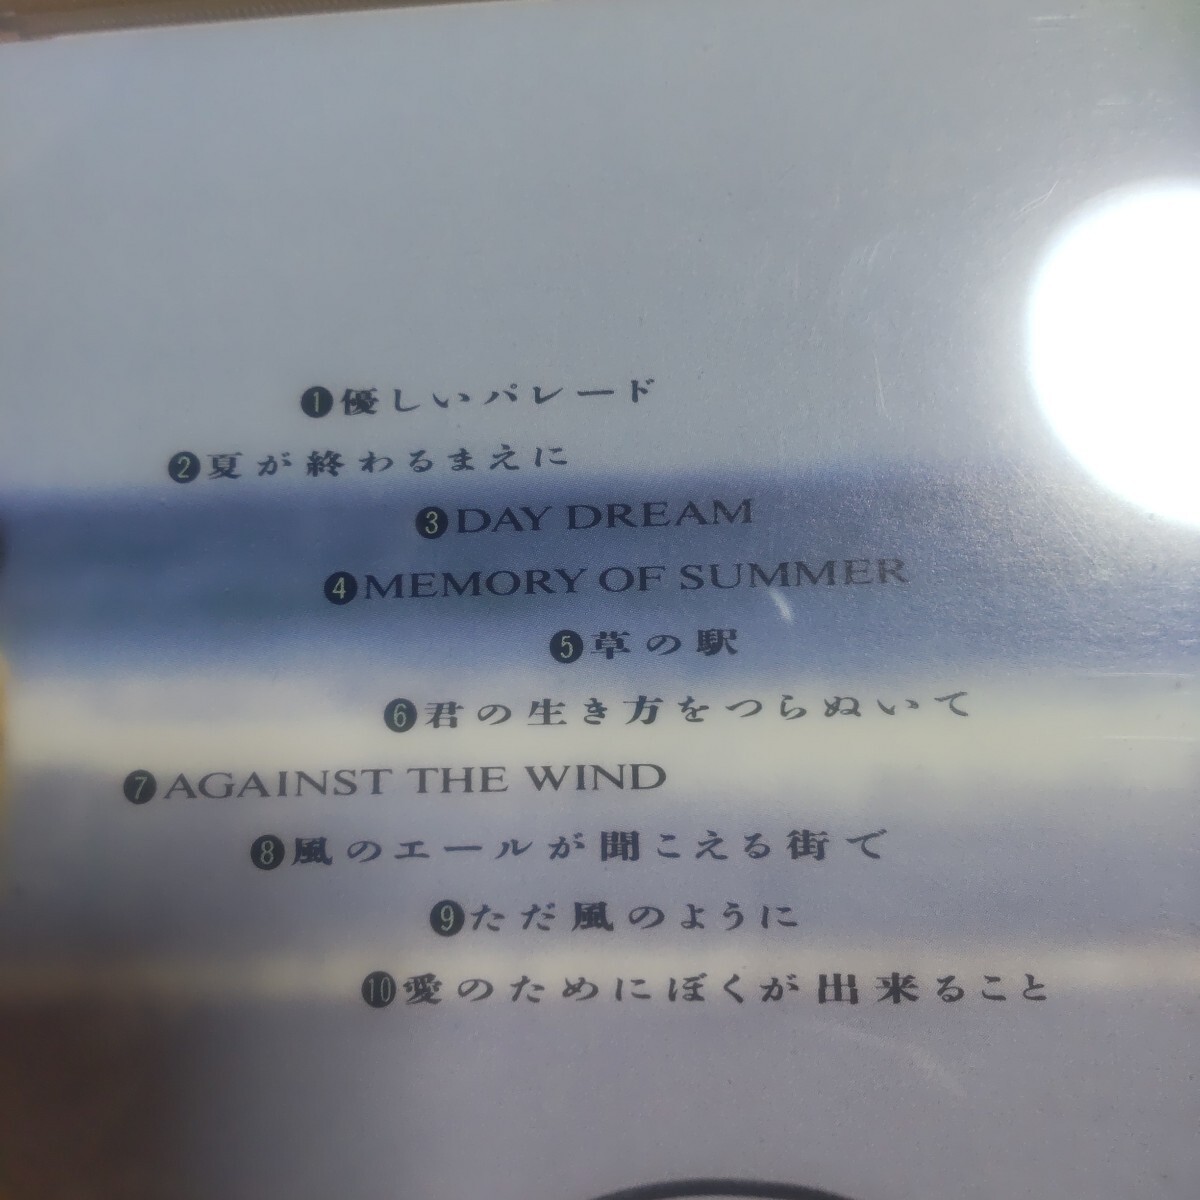 ❶優しいパレード
❷夏が終わるまえに
❸DAY DREAM
❹MEMORY OF SUMMER
❺草の駅
❻君の生き方をつらぬいて
❼AGAINST THE WIND
❽風のエールが聞こえる街で
❾ただ風のように
❿愛のためにぼくが出来ること